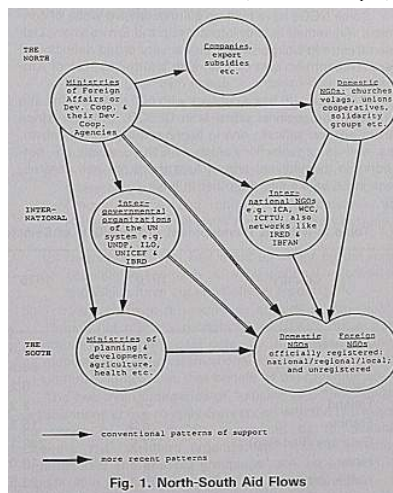 THE
NORTH
Companies,
export
subsidies
etc.
Ministries
of Foreign
Affairs or
Dev. Coop. &
their Dev.
Coop.
Agencies
Domestic
NGOs: churches
volags, unions
cooperatives,
solidarity
groups etc.
INTER-
NATIONAL
Inter-
governmental
organizations
of the UN
system e.g.
UNDP, ILO,
UNICEF &
IBRD
Inter-
national NGOs
e.g. ICA, WCC,
ICFTU; also
networks like
IRED &
IBFAN
THE
SOUTH
Ministries of
planning &
development,
agriculture,
health etc.
Domestic Foreign
NGOs NGOs
officially registered:
national/regional/local;
and unregistered
conventional patterns of support
more recent patterns
Fig. 1. North-South Aid Flows